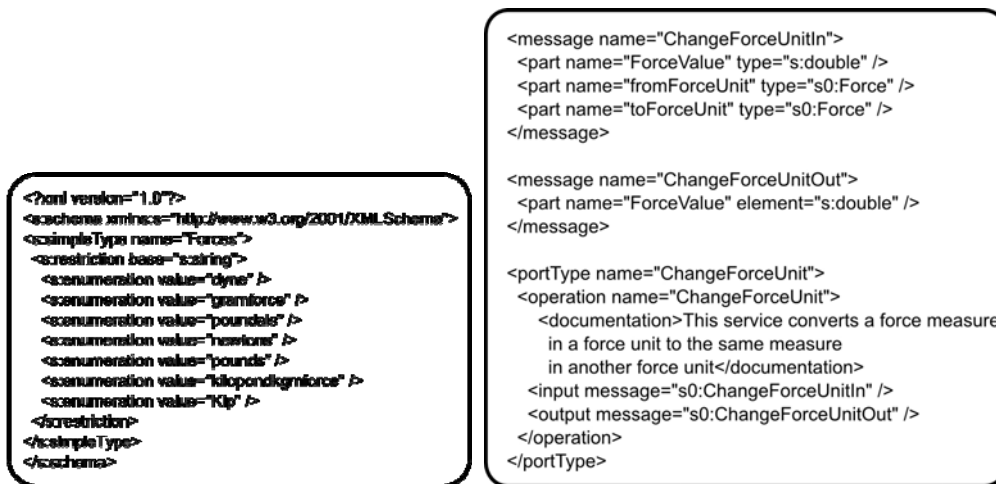 <?xml version="1.0"?>
<s:schema xmlns:s="http://www.w3.org/2001/XMLSchema">
<s:simpleType name="Forces">
<s:restriction base="s:string">
<s:enumeration value="dyne" />
<s:enumeration value="gramforce" />
<s:enumeration value="poundals" />
<s:enumeration value="newtons" />
<s:enumeration value="pounds" />
<s:enumeration value="kilopondkgmforce" />
<s:enumeration value="Kip" />
</s:restriction>
</s:simpleType>
</s:schema>
<message name="ChangeForceUnitIn">
<part name="ForceValue" type="s:double" />
<part name="fromForceUnit" type="s0:Force" />
<part name="toForceUnit" type="s0:Force" />
</message>
<message name="ChangeForceUnitOut">
<part name="ForceValue" element="s:double" />
</message>
<portType name="ChangeForceUnit">
<operation name="ChangeForceUnit">
<documentation>This service converts a force measure
in a force unit to the same measure
in another force unit</documentation>
<input message="s0:ChangeForceUnitIn" />
<output message="s0:ChangeForceUnitOut" />
</operation>
</portType>